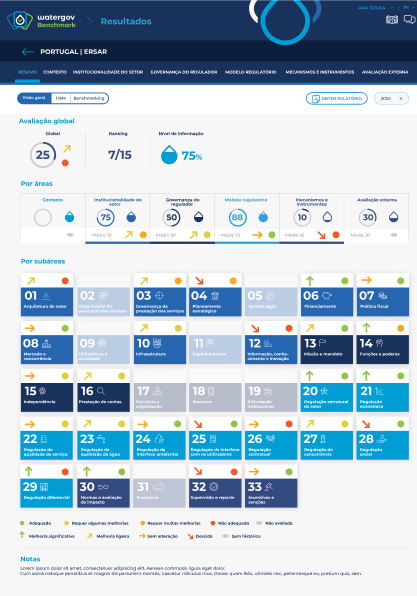 ANA SOUSA
PT
watergov
Benchmark
Resultados
PORTUGAL | ERSAR
RESUMO CONTEXTO INSTITUCIONALIDADE DO SETOR GOVERNANÇA DO REGULADOR MODELO REGULATÓRIO MECANISMOS E INSTRUMENTOS AVALIAÇÃO EXTERNA
Visão geral Lista Benchmarking
OBTER RELATÓRIO
2024
Avaliação global
Global Ranking Nível de informação
25 7/15 75%
Por áreas
Contexto
Institucionalidade do setor
75
Média: 30
Governança do regulador
50
Média: 20
Modelo regulatório
88
Média: 70
Mecanismos e instrumentos
10
Média: 45
Avaliação externa
30
Média: 30
Por subáreas
01 Arquitetura do setor
02 Organização da prestação dos serviços
03 Governança da prestação dos serviços
04 Planeamento estratégico
05 Quadro legal
06 Financiamento
07 Política fiscal
08 Mercado e concorrência
09 Utilizadores e sociedade
10 Infraestrutura
11 Capital humano
12 Informação, conhecimento e inovação
13 Missão e mandato
14 Funções e poderes
15 Independência
16 Prestação de contas
17 Estrutura e organização
18 Recursos
19 Articulação institucional
20 Regulação estrutural do setor
21 Regulação económica
22 Regulação da qualidade de serviço
23 Regulação da qualidade da água
24 Regulação da interface ambiental
25 Regulação da interface com os utilizadores
26 Regulação contratual
27 Regulação da concorrência
28 Regulação social
29 Regulação diferencial
30 Normas e avaliação de impacto
31 Processos
32 Supervisão e reporte
33 Incentivos e sanções
Adequado Requer algumas melhorias Requer muitas melhorias Não adequado Não avaliado
Melhoria significativa Melhoria ligeira Sem alteração Descida Sem histórico
Notas
Lorem ipsum dolor sit amet, consectetuer adipiscing elit. Aenean commodo ligula eget dolor.
Cum sociis natoque penatibus et magnis dis parturient montes, nascetur ridiculus mus. Donec quam felis, ultricies nec, pellentesque eu, pretium quis, sem.